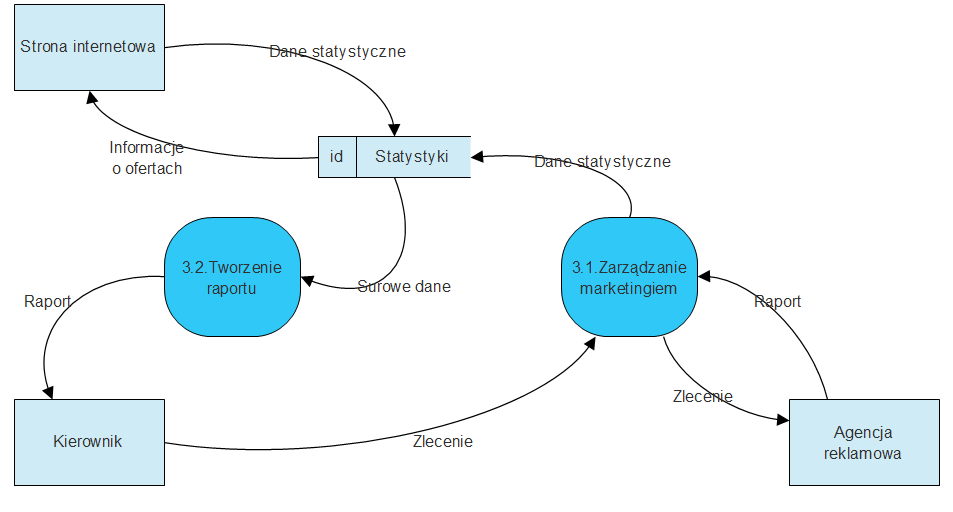 Strona internetowa
Dane statystyczne
Informacje
o ofertach
id
Statystyki
Dane statystyczne
3.2.Tworzenie
raportu
3.1.Zarządzanie
marketingiem
Surowe dane
Raport
Raport
Zlecenie
Kierownik
Zlecenie
Agencja
reklamowa